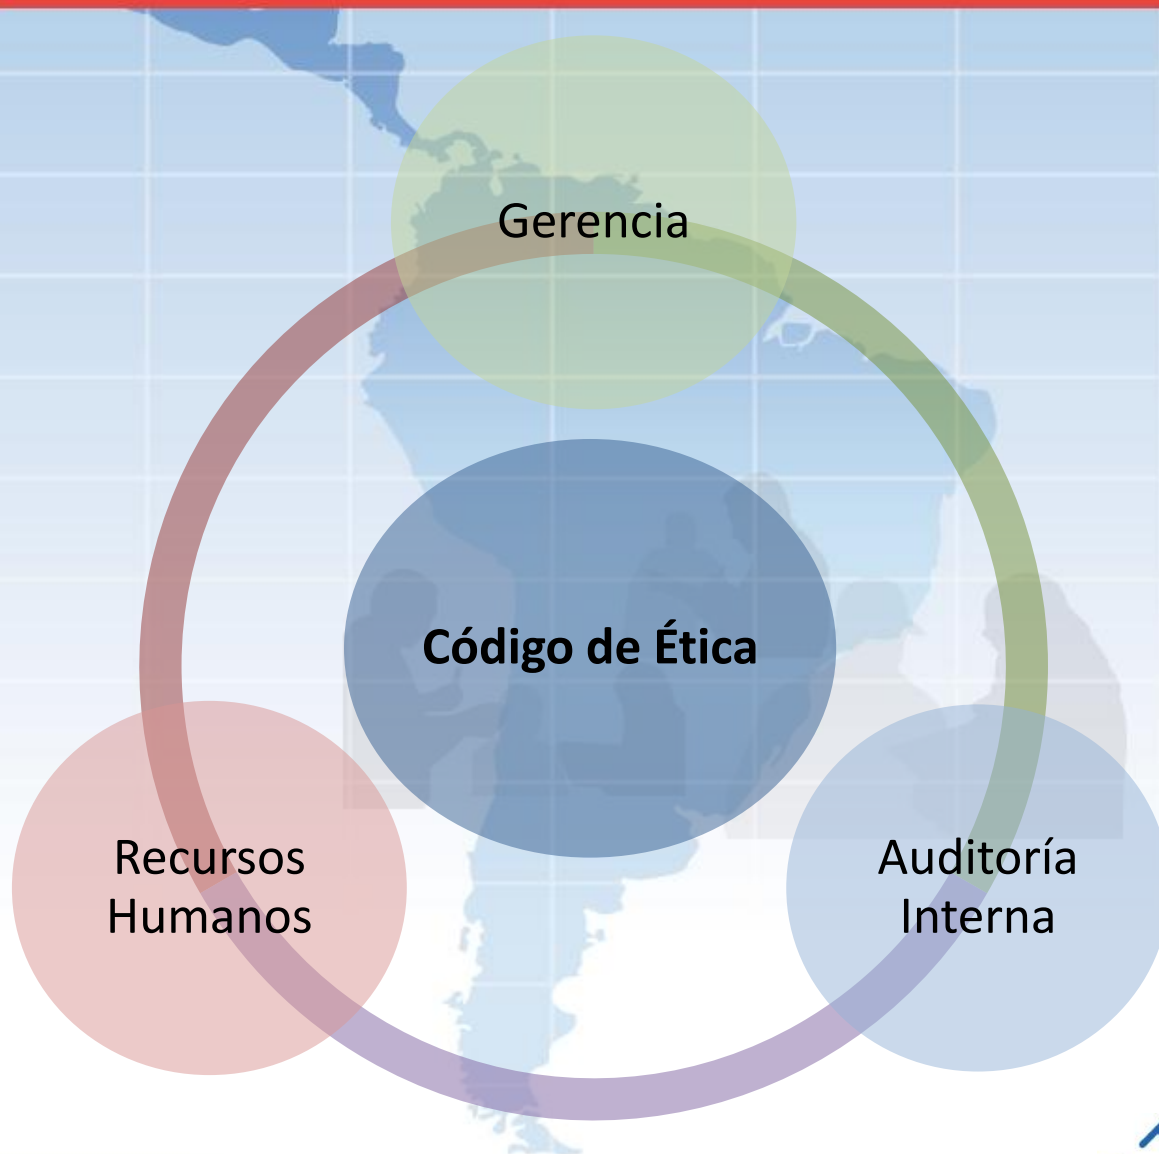 Gerencia
Código de Ética
Recursos
Humanos
Auditoría
Interna